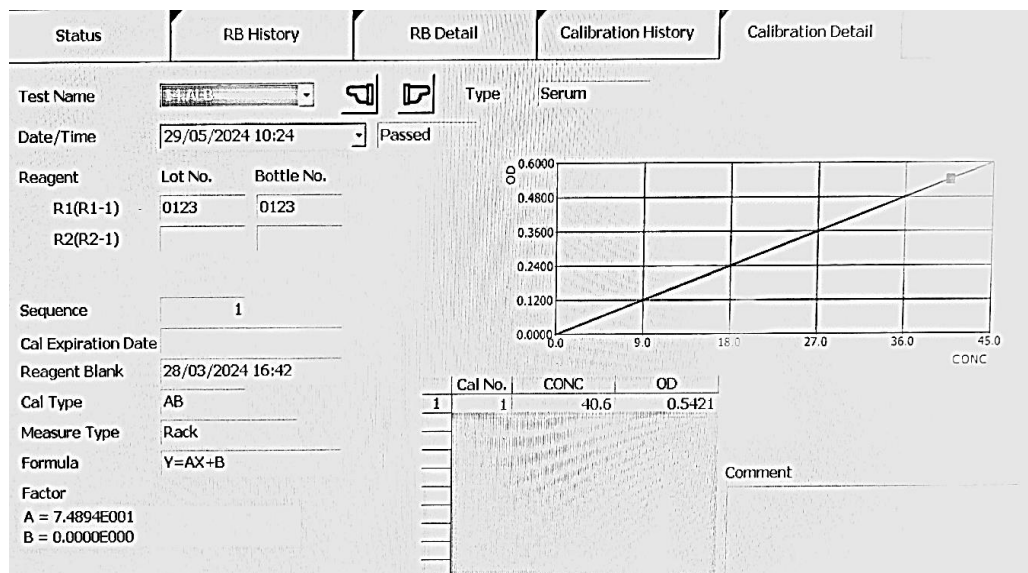 Status RB History RB Detail Calibration History Calibration Detail
Test Name Type Serum
Date/Time 29/05/2024 10:24 Passed
Reagent Lot No. Bottle No.
R1(R1-1) 0123 0123
R2(R2-1)
Sequence 1
Cal Expiration Date
Reagent Blank 28/03/2024 16:42
Cal Type AB
Measure Type Rack
Formula Y=AX+B
Factor
A = 7.4894E001
B = 0.0000E000
OD
0.6000
0.4800
0.3600
0.2400
0.1200
0.0000
0.0 9.0 18.0 27.0 36.0 45.0
CONC
Cal No. CONC OD
1 1 40.6 0.5421
Comment